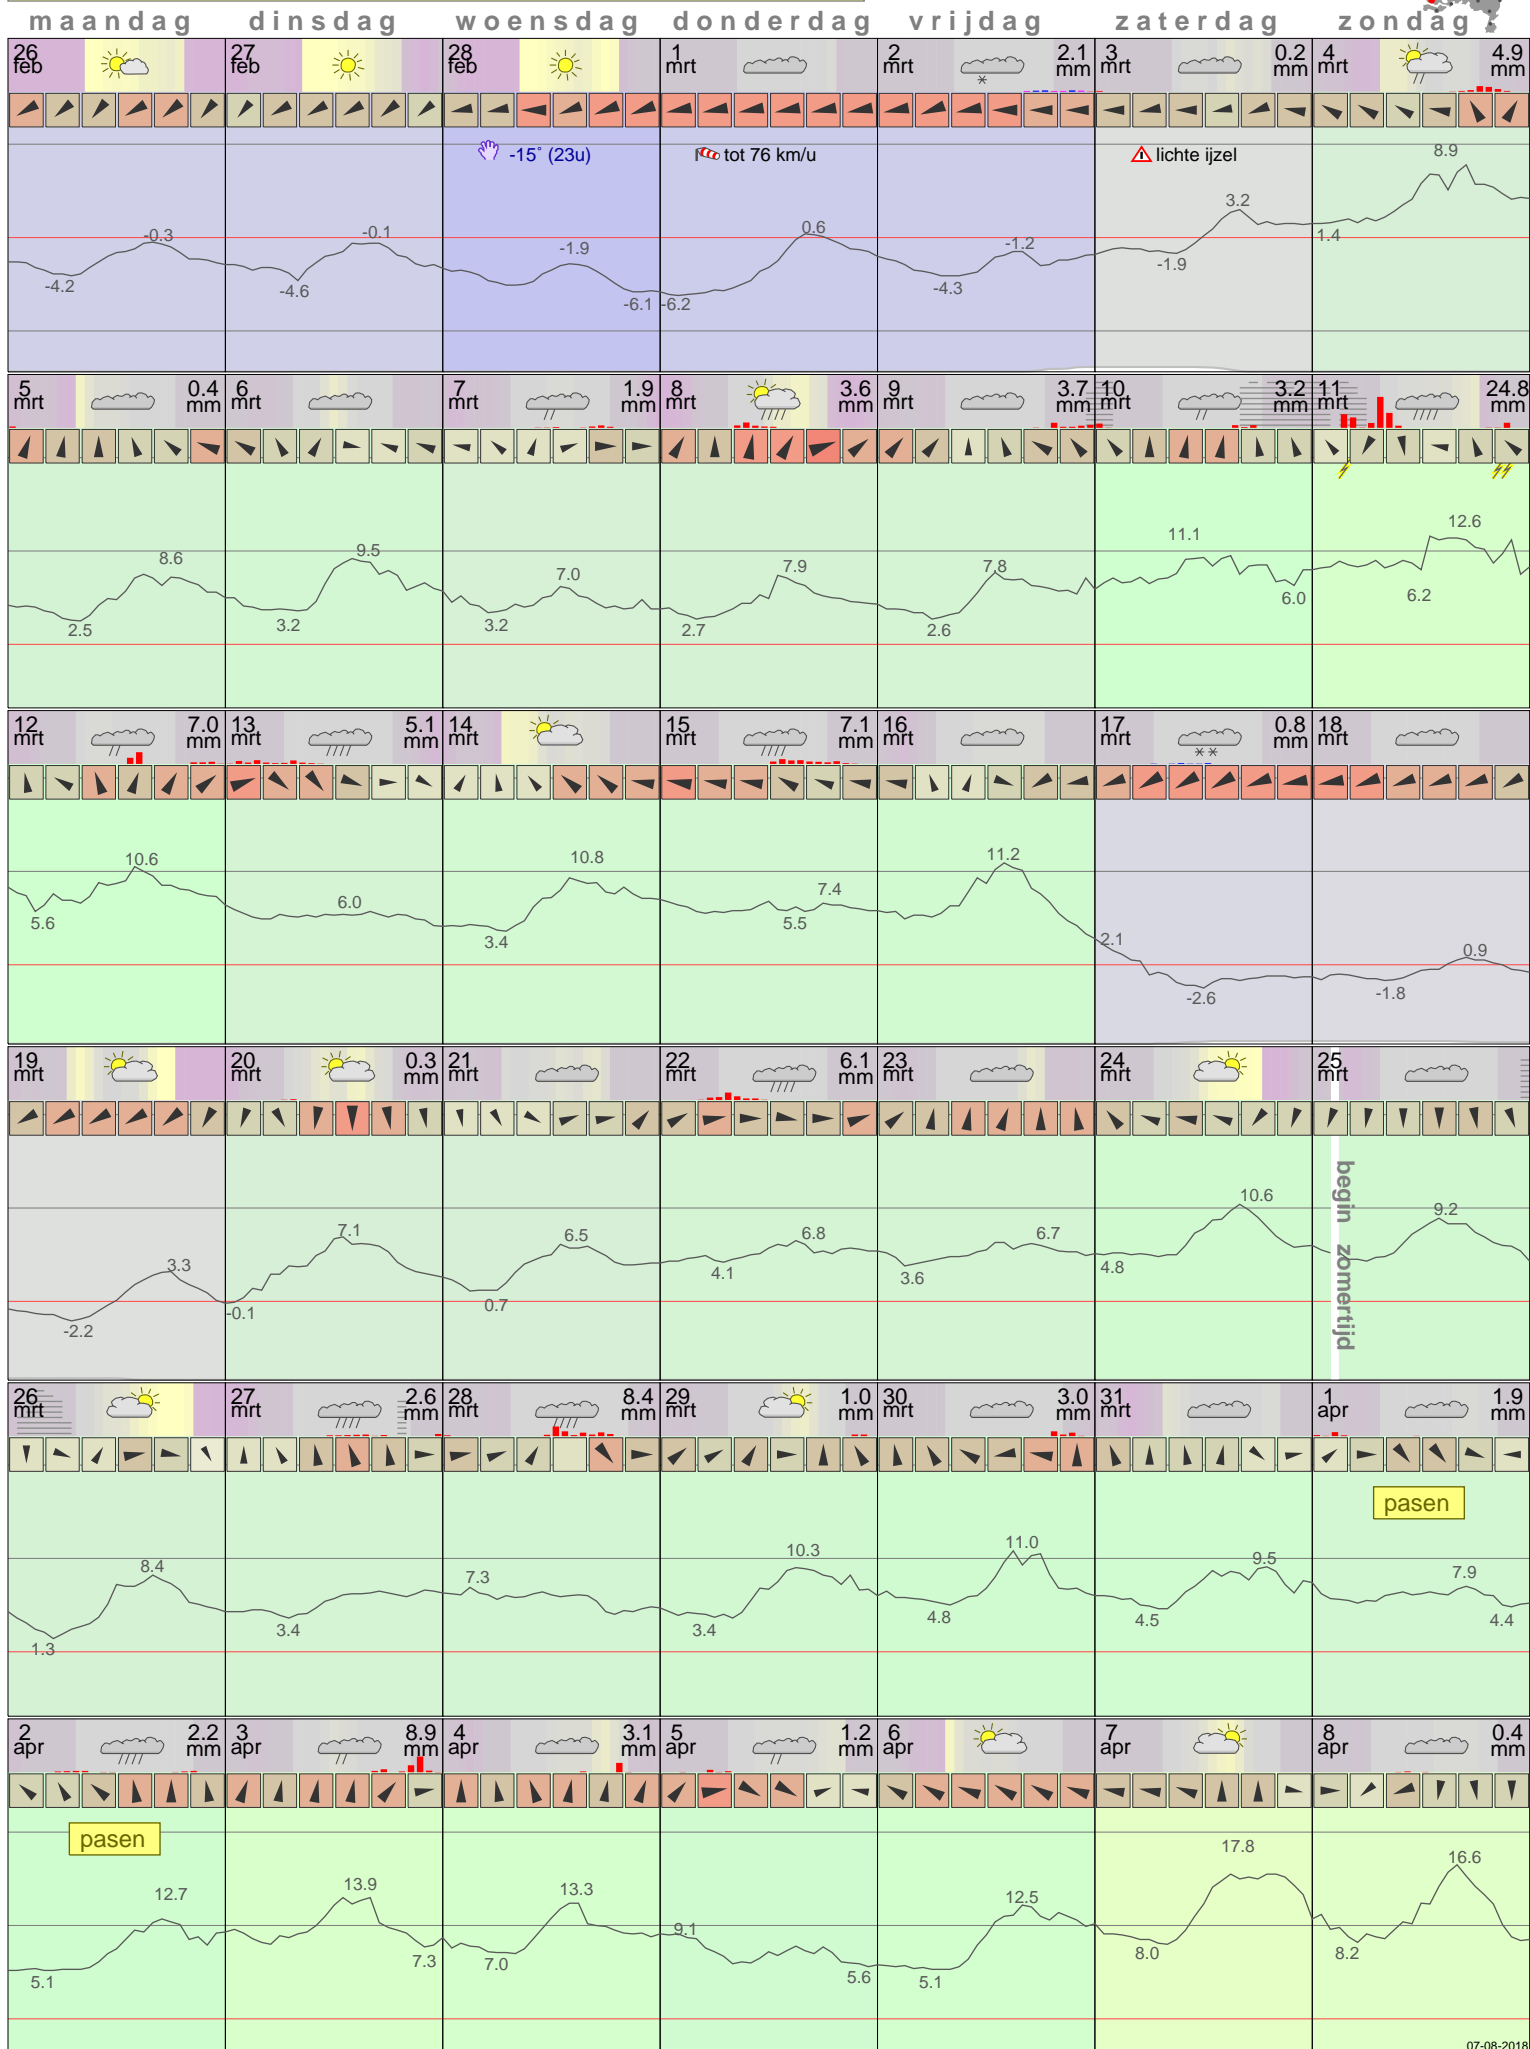 maandag dinsdag woensdag donderdag vrijdag zaterdag zondag
26 feb
27 feb
28 feb
1 mrt
2 mrt 2.1 mm
3 mrt 0.2 mm
4 mrt 4.9 mm
-15° (23u)
tot 76 km/u
lichte ijzel
-4.2 -0.3 -4.6 -0.1 -1.9 -6.1 -6.2 0.6 -4.3 -1.2 -1.9 3.2 1.4 8.9
5 mrt 0.4 mm
6 mrt
7 mrt 1.9 mm
8 mrt 3.6 mm
9 mrt 3.7 mm
10 mrt 3.2 mm
11 mrt 24.8 mm
2.5 8.6 3.2 9.5 3.2 7.0 2.7 7.9 2.6 7.8 11.1 6.0 6.2 12.6
12 mrt 7.0 mm
13 mrt 5.1 mm
14 mrt
15 mrt 7.1 mm
16 mrt
17 mrt 0.8 mm
18 mrt
5.6 10.6 6.0 3.4 10.8 5.5 7.4 11.2 2.1 -2.6 -1.8 0.9
19 mrt
20 mrt 0.3 mm
21 mrt
22 mrt 6.1 mm
23 mrt
24 mrt
25 mrt
begin zomertijd
-2.2 3.3 -0.1 7.1 0.7 6.5 4.1 6.8 3.6 6.7 4.8 10.6 9.2
26 mrt
27 mrt 2.6 mm
28 mrt 8.4 mm
29 mrt 1.0 mm
30 mrt 3.0 mm
31 mrt
1 apr 1.9 mm
pasen
1.3 8.4 3.4 7.3 3.4 10.3 4.8 11.0 4.5 9.5 7.9 4.4
2 apr 2.2 mm
3 apr 8.9 mm
4 apr 3.1 mm
5 apr 1.2 mm
6 apr
7 apr
8 apr 0.4 mm
pasen
5.1 12.7 13.9 7.3 7.0 13.3 9.1 5.6 5.1 12.5 8.0 17.8 8.2 16.6
07-08-2018